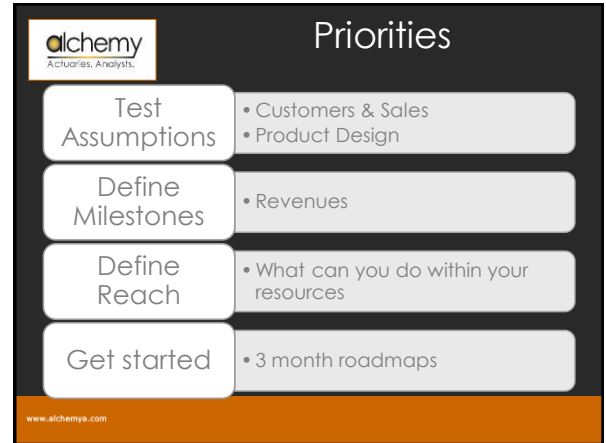 alchemy
Actuaries. Analysts.
Priorities
Test
Assumptions
• Customers & Sales
• Product Design
Define
Milestones
• Revenues
Define
Reach
• What can you do within your
resources
Get started
• 3 month roadmaps
www.alchemya.com